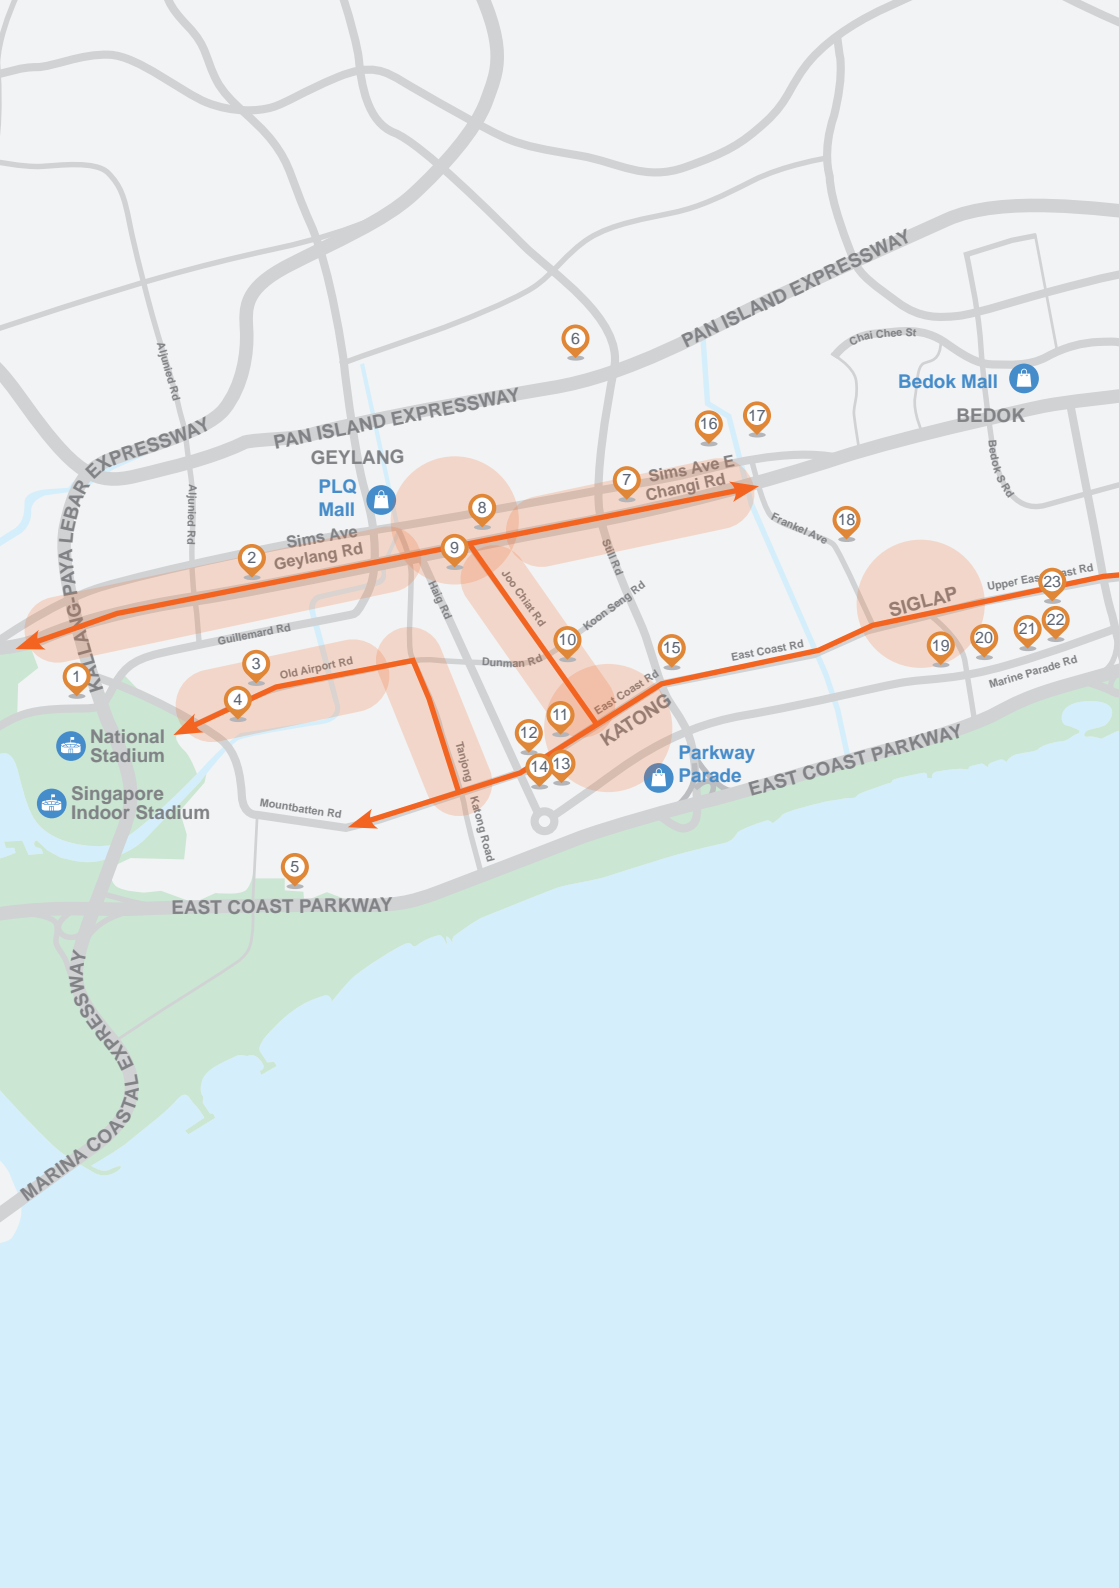 PAN ISLAND EXPRESSWAY
6
Chai Chee St
Aljunied Rd
Bedok Mall
PAN ISLAND EXPRESSWAY
BEDOK
17
16
KALLANG-PAYA LEBAR EXPRESSWAY
GEYLANG
Bedok S Rd
Sims Ave E
Changi Rd
7
PLQ
Mall
Aljunied Rd
8
18
Frankel Ave
Sims Ave
Geylang Rd
9
2
Still Rd
Joo Chiat Rd
Haig Rd
Upper East Coast Rd
23
SIGLAP
Koon Seng Rd
Guillemard Rd
10
22
21
20
19
15
East Coast Rd
Dunman Rd
3
Old Airport Rd
1
Marine Parade Rd
4
East Coast Rd
KATONG
11
12
National
Stadium
Parkway
Parade
13
14
EAST COAST PARKWAY
Tanjong Katong Road
Singapore
Indoor Stadium
Mountbatten Rd
5
EAST COAST PARKWAY
MARINA COASTAL EXPRESSWAY